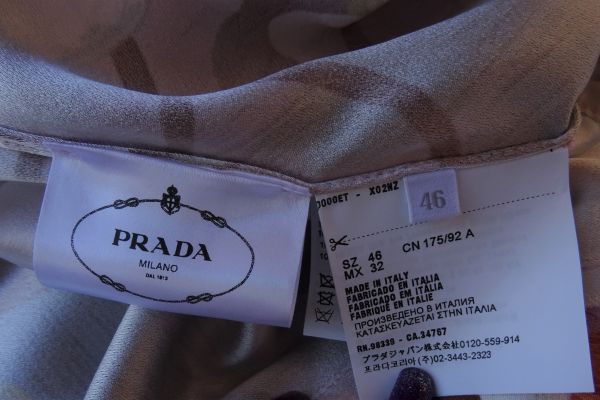 PRADA
MILANO
DAL 1913
X02NZ
46
CN 175/92 A
SZ 46
MX 32
MADE IN ITALY
FABRICADO EN ITALIA
FABRICADO EM ITÁLIA
FABRIQUÉ EN ITALIE
ПРОИЗВЕДЕНО В ИТАЛИЯ
ΚΑΤΑΣΚΕΥΑΖΕΤΑΙ ΣΤΗΝ ΙΤΑΛΙΑ
RN.98339 - CA.34767
プラダジャパン株式会社0120-559-914
프라다코리아 (주)02-3443-2323